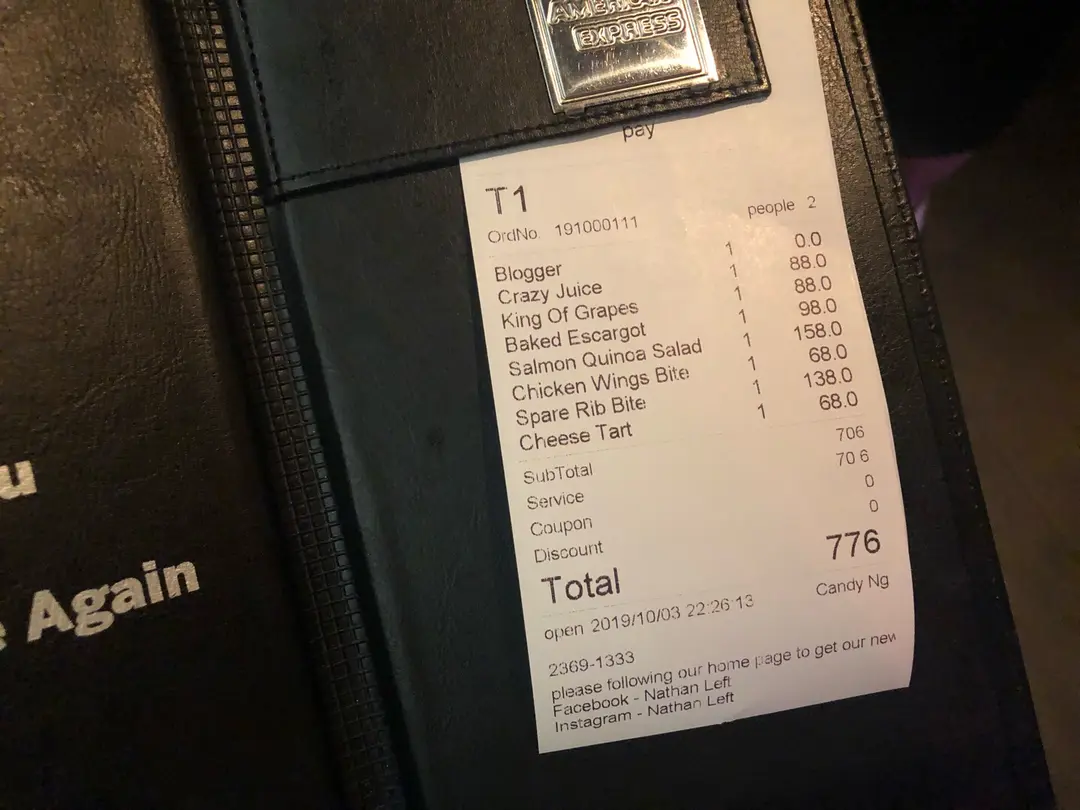 AMERICAN
EXPRESS
pay
T1
OrdNo. 191000111 people 2
Blogger 1 0.0
Crazy Juice 1 88.0
King Of Grapes 1 88.0
Baked Escargot 1 98.0
Salmon Quinoa Salad 1 158.0
Chicken Wings Bite 1 68.0
Spare Rib Bite 1 138.0
Cheese Tart 1 68.0
SubTotal 706
Service 70.6
Coupon 0
Discount 0
Total 776
open 2019/10/03 22:26:13 Candy Ng
2369-1333
please following our home page to get our new
Facebook - Nathan Left
Instagram - Nathan Left
u
Again